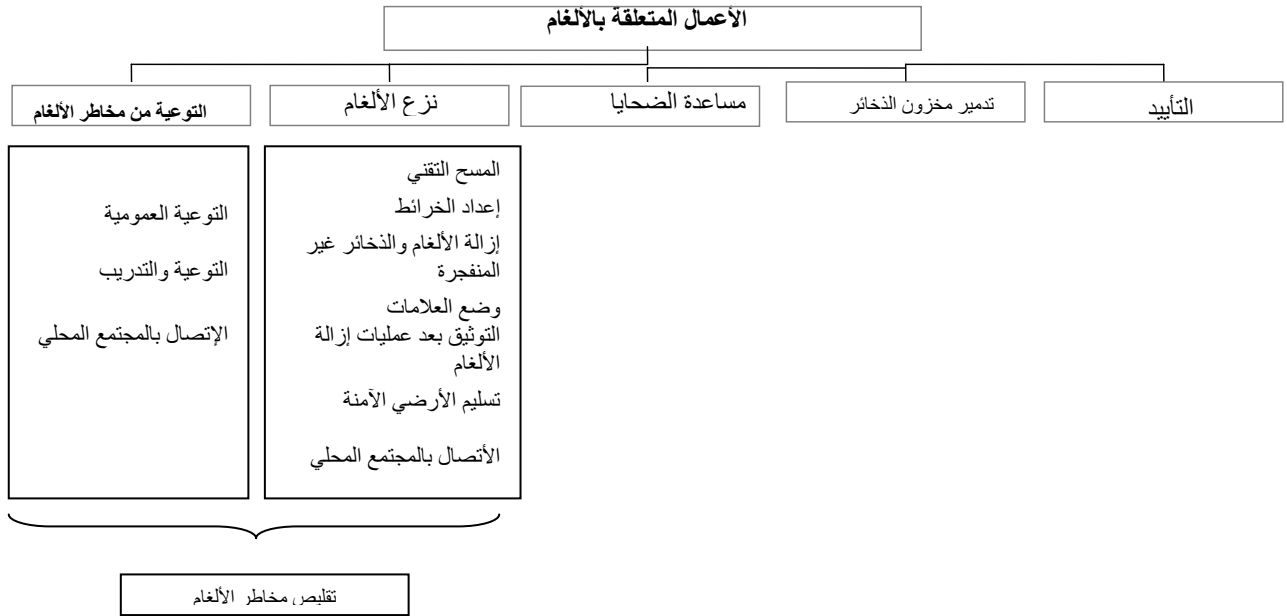 الأعمال المتعلقة بالألغام
التأييد
تدمير مخزون الذخائر
مساعدة الضحايا
نزع الألغام
التوعية من مخاطر الألغام
المسح التقني
إعداد الخرائط
إزالة الألغام والذخائر غير
المنفجرة
وضع العلامات
التوثيق بعد عمليات إزالة
الألغام
تسليم الأرضي الآمنة
الأتصال بالمجتمع المحلي
التوعية العمومية
التوعية والتدريب
الإتصال بالمجتمع المحلي
تقليص مخاطر الألغام